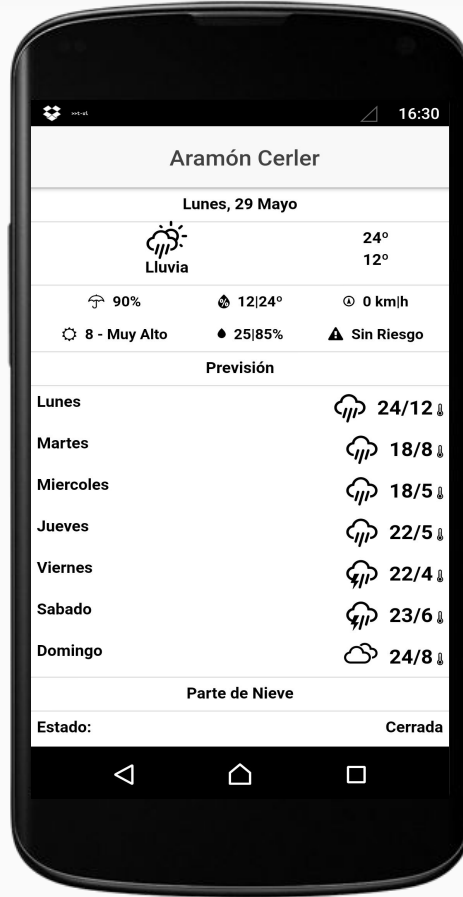 16:30
Aramón Cerler
Lunes, 29 Mayo
Lluvia
24º
12º
90% 12|24º 0 km|h
8 - Muy Alto 25|85% Sin Riesgo
Previsión
Lunes 24/12
Martes 18/8
Miercoles 18/5
Jueves 22/5
Viernes 22/4
Sabado 23/6
Domingo 24/8
Parte de Nieve
Estado: Cerrada